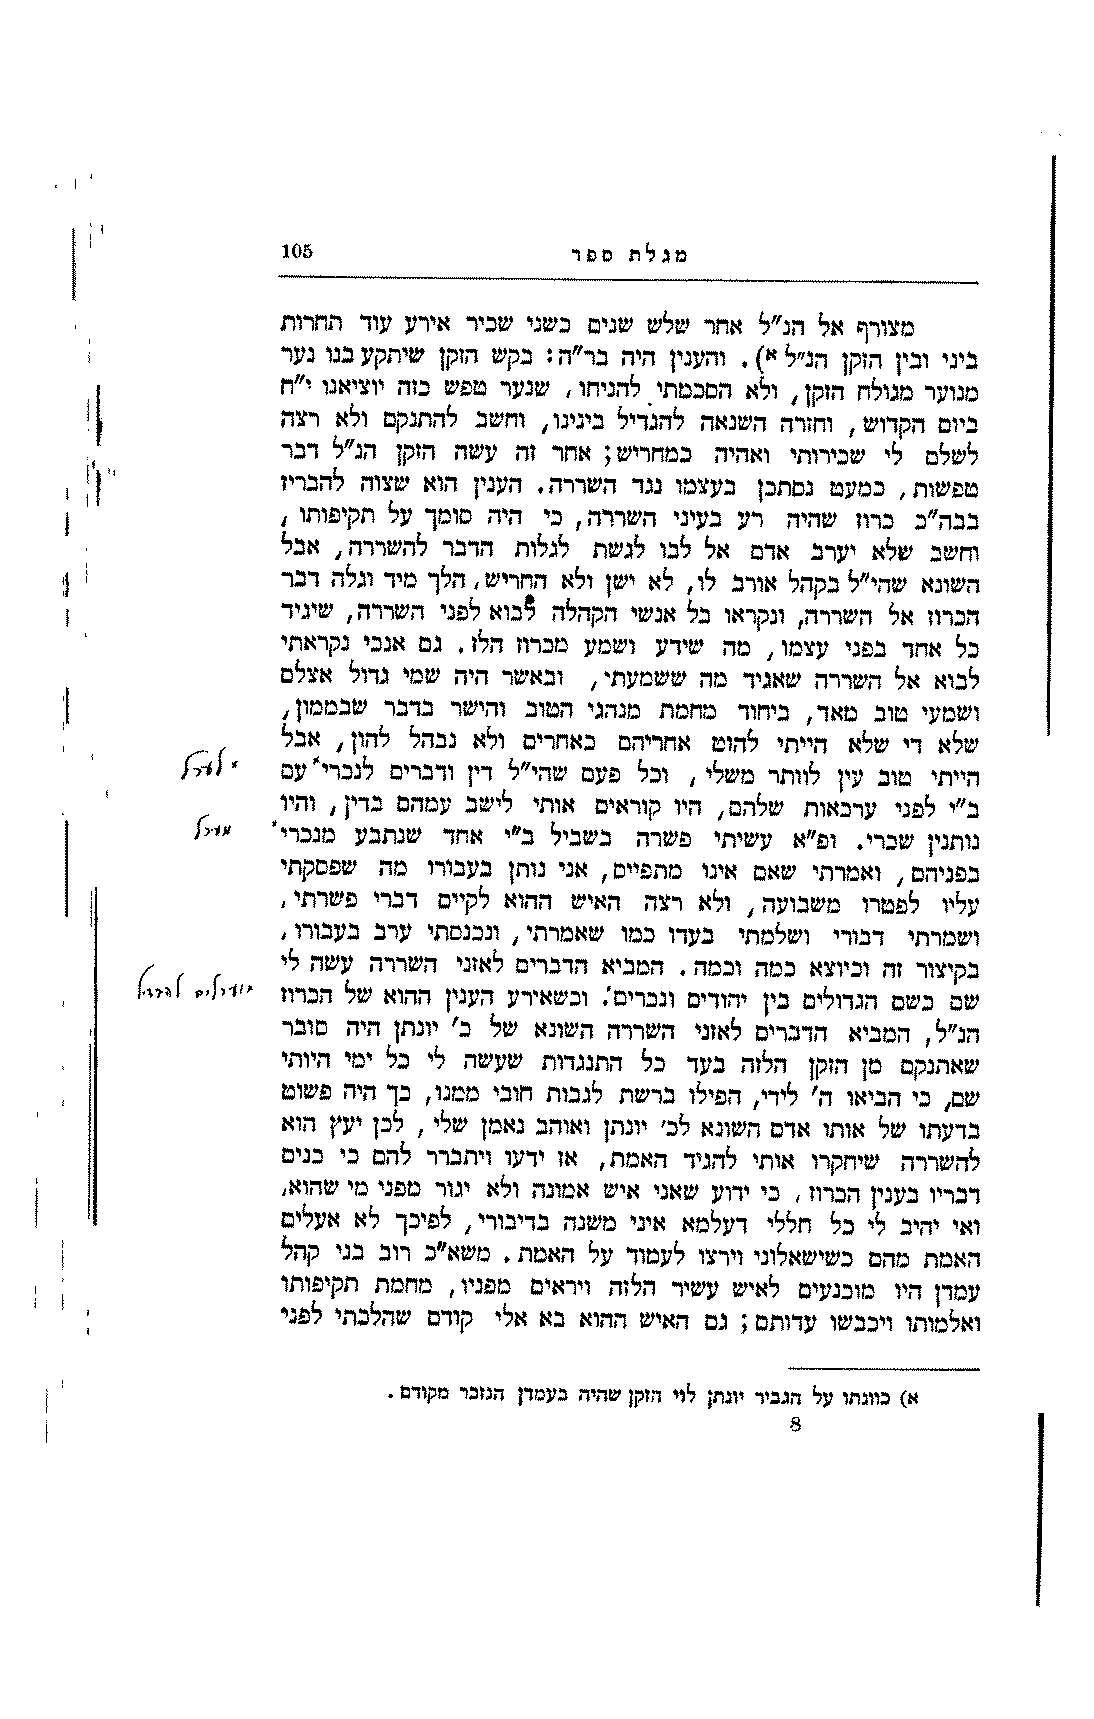 מגלת ספר 105
מצורף אל הנ"ל אחר שלש שנים כשני שכיר אירע עוד תחרות
ביני ובין הזקן הנ"ל א). והענין היה בר"ה: בקש הזקן שיתקע בנו נער
מנוער מגולח הזקן, ולא הסכמתי להניחו, שנער טפש כזה יוציאנו י"ח
ביום הקדוש, וחזרה השנאה להגדיל בינינו, וחשב להתנקם ולא רצה
לשלם לי שכירותי ואהיה כמחריש; אחר זה עשה הזקן הנ"ל דבר
טפשות, כמעט נסתכן בעצמו נגד השררה. הענין הוא שצוה להכריז
בבה"כ כרוז שהיה רע בעיני השררה, כי היה סומך על תקיפותו,
וחשב שלא יערב אדם אל לבו לגשת לגלות הדבר להשררה, אבל
השונא שהי"ל בקהל אורב לו, לא ישן ולא החריש, הלך מיד וגלה דבר
הכרוז אל השררה, ונקראו כל אנשי הקהלה לבוא לפני השררה, שיגיד
כל אחד בפני עצמו, מה שידע ושמע מכרוז הלז. גם אנכי נקראתי
לבוא אל השררה שאגיד מה ששמעתי, ובאשר היה שמי גדול אצלם
ושמעי טוב מאד, ביחוד מחמת מנהגי הטוב והישר בדבר שבממון,
שלא די שלא הייתי להוט אחריהם כאחרים ולא נבהל להון, אבל
הייתי טוב עין לוותר משלי, וכל פעם שהי"ל דין ודברים לנכרי* עם
* לערל
ב"י לפני ערכאות שלהם, היו קוראים אותי לישב עמהם בדין, והיו
נותנין שכרי. ופ"א עשיתי פשרה בשביל ב"י אחד שנתבע מנכרי*
מערל
בפניהם, ואמרתי שאם אינו מתפיים, אני נותן בעבורו מה שפסקתי
עליו לפטרו משבועה, ולא רצה האיש ההוא לקיים דברי פשרתי,
ושמרתי דבורי ושלמתי בעדו כמו שאמרתי, ונכנסתי ערב בעבורו,
בקיצור זה וכיוצא כמה וכמה. המביא הדברים לאזני השררה עשה לי
שם כשם הגדולים בין יהודים ונכרים. וכשאירע הענין ההוא של הכרוז
וערלים להבדיל
הנ"ל, המביא הדברים לאזני השררה השונא של כ' יונתן היה סובר
שאתנקם מן הזקן הלזה בעד כל התנגדות שעשה לי כל ימי היותי
שם, כי הביאו ה' לידי, הפילו ברשת לגבות חובי ממנו, כך היה פשוט
בדעתו של אותו אדם השונא לכ' יונתן ואוהב נאמן שלי, לכן יעץ הוא
להשררה שיחקרו אותי להגיד האמת, אז ידעו ויתברר להם כי כנים
דבריו בענין הכרוז, כי ידוע שאני איש אמונה ולא יגור מפני מי שהוא,
ואי יהיב לי כל חללי דעלמא איני משנה בדיבורי, לפיכך לא אעלים
האמת מהם כשישאלוני וירצו לעמוד על האמת. משא"כ רוב בני קהל
עמדן היו מוכנעים לאיש עשיר הלזה ויראים מפניו, מחמת תקיפותו
ואלמותו ויכבשו עדותם; גם האיש ההוא בא אלי קודם שהלכתי לפני
א) כוונתו על הגביר יונתן לוי הזקן שהיה בעמדן הנזכר מקודם.
8